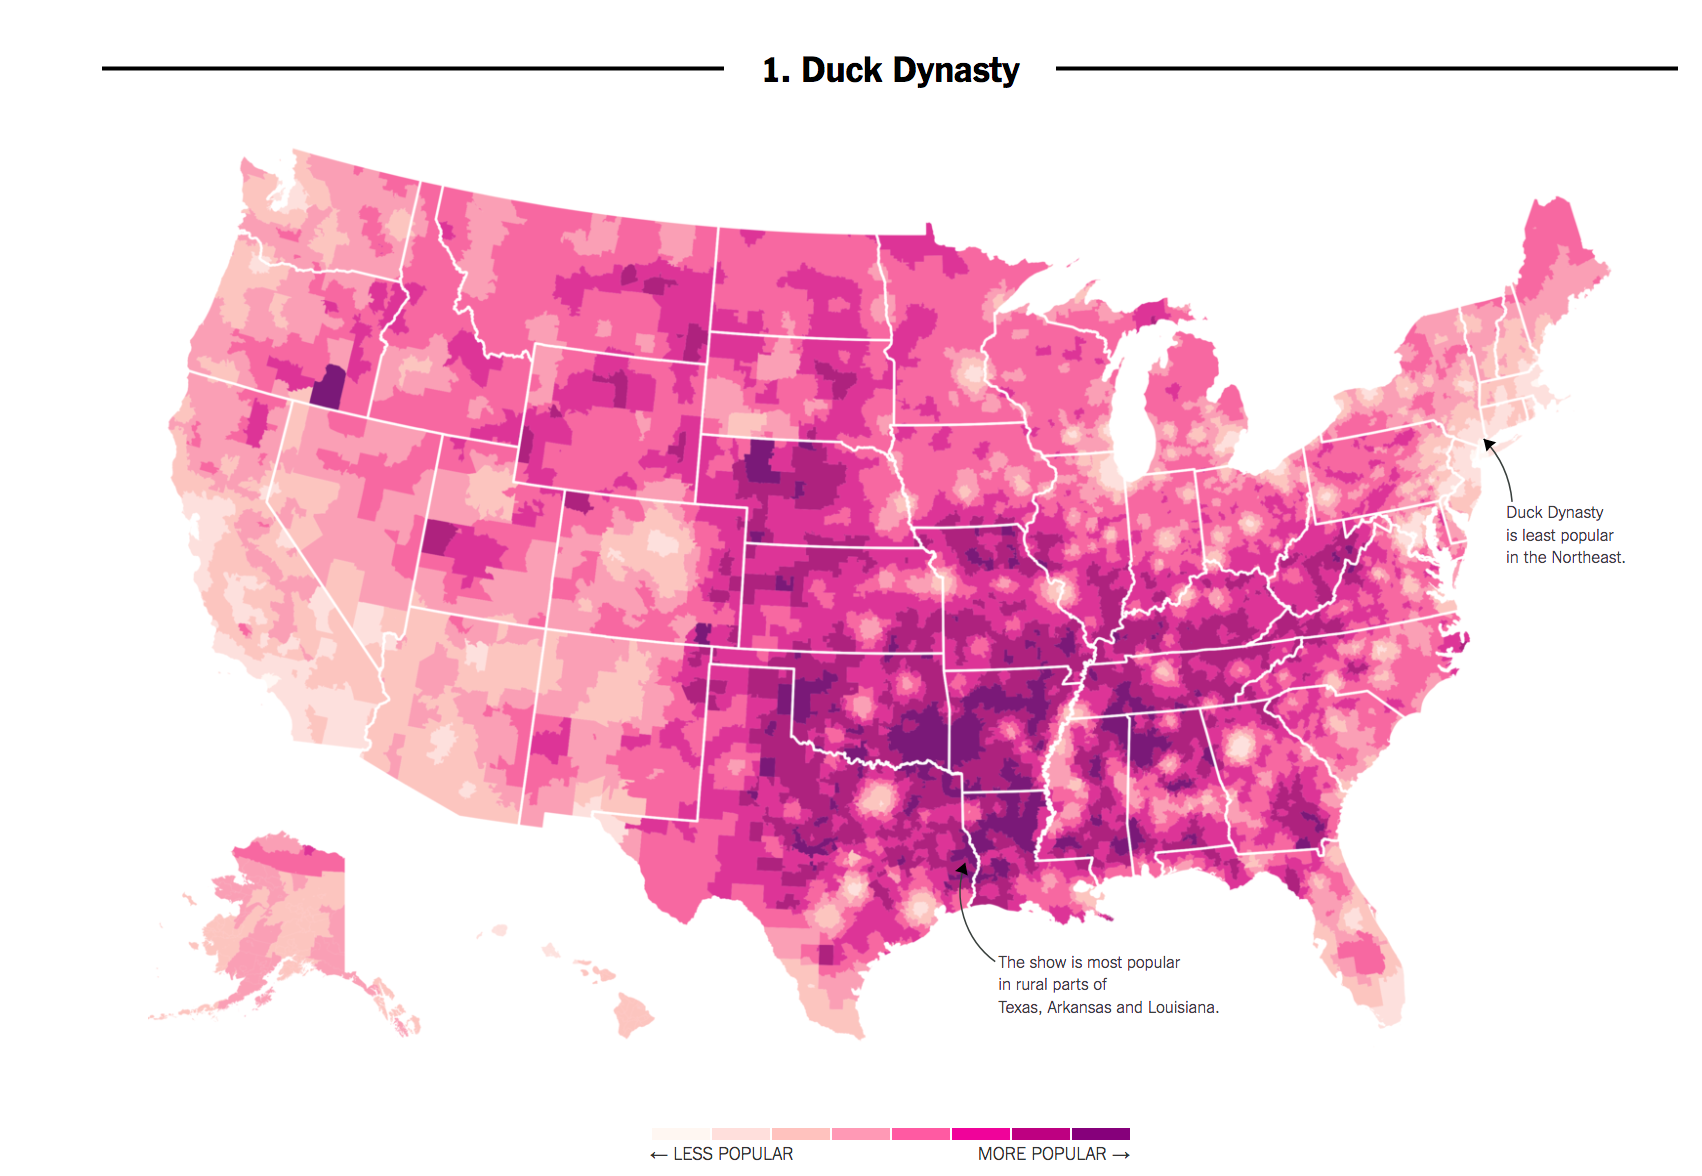 1. Duck Dynasty
Duck Dynasty
is least popular
in the Northeast.
The show is most popular
in rural parts of
Texas, Arkansas and Louisiana.
← LESS POPULAR
MORE POPULAR →